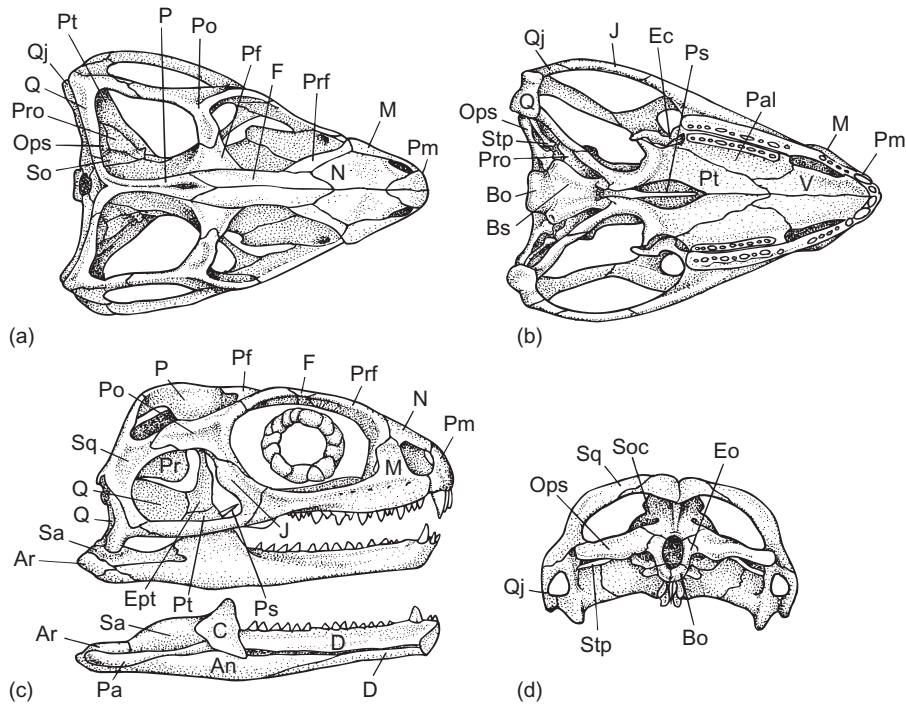 Pt P Po Pf F Prf M Pm
Qj
Q
Pro
Ops
So
N
(a)
Qj J Ec Ps Pal M Pm
Q
Ops
Stp
Pro
Bo
Bs
Pt
V
(b)
P Pf F Prf N Pm
Po
Sq
Pr
Q
Q
Sa
Ar
M
J
Ept Pt Ps
Ar Sa C D
An
Pa
D
(c)
Sq Soc Eo
Ops
Qj
Stp
Bo
(d)